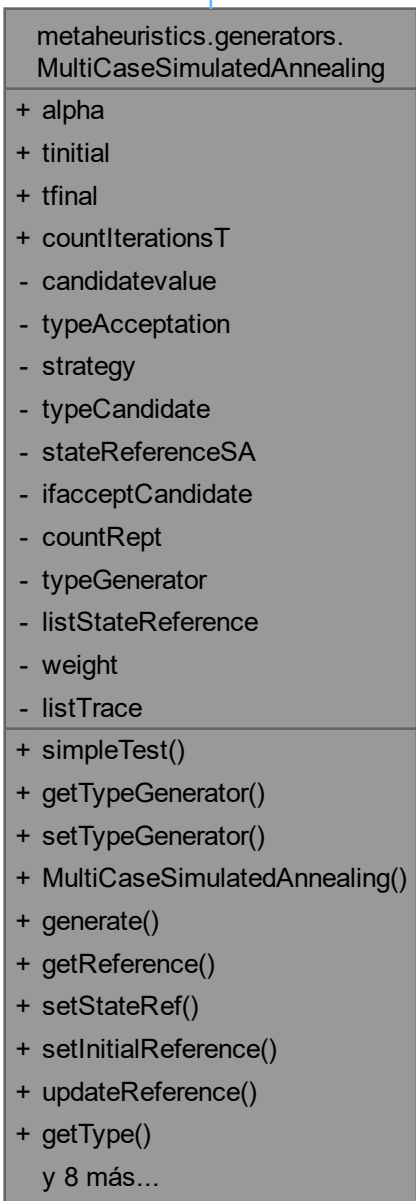 metaheuristics.generators.
MultiCaseSimulatedAnnealing
+ alpha
+ tinitial
+ tfinal
+ countIterationsT
- candidatevalue
- typeAcceptation
- strategy
- typeCandidate
- stateReferenceSA
- ifacceptCandidate
- countRept
- typeGenerator
- listStateReference
- weight
- listTrace
+ simpleTest()
+ getTypeGenerator()
+ setTypeGenerator()
+ MultiCaseSimulatedAnnealing()
+ generate()
+ getReference()
+ setStateRef()
+ setInitialReference()
+ updateReference()
+ getType()
y 8 más...